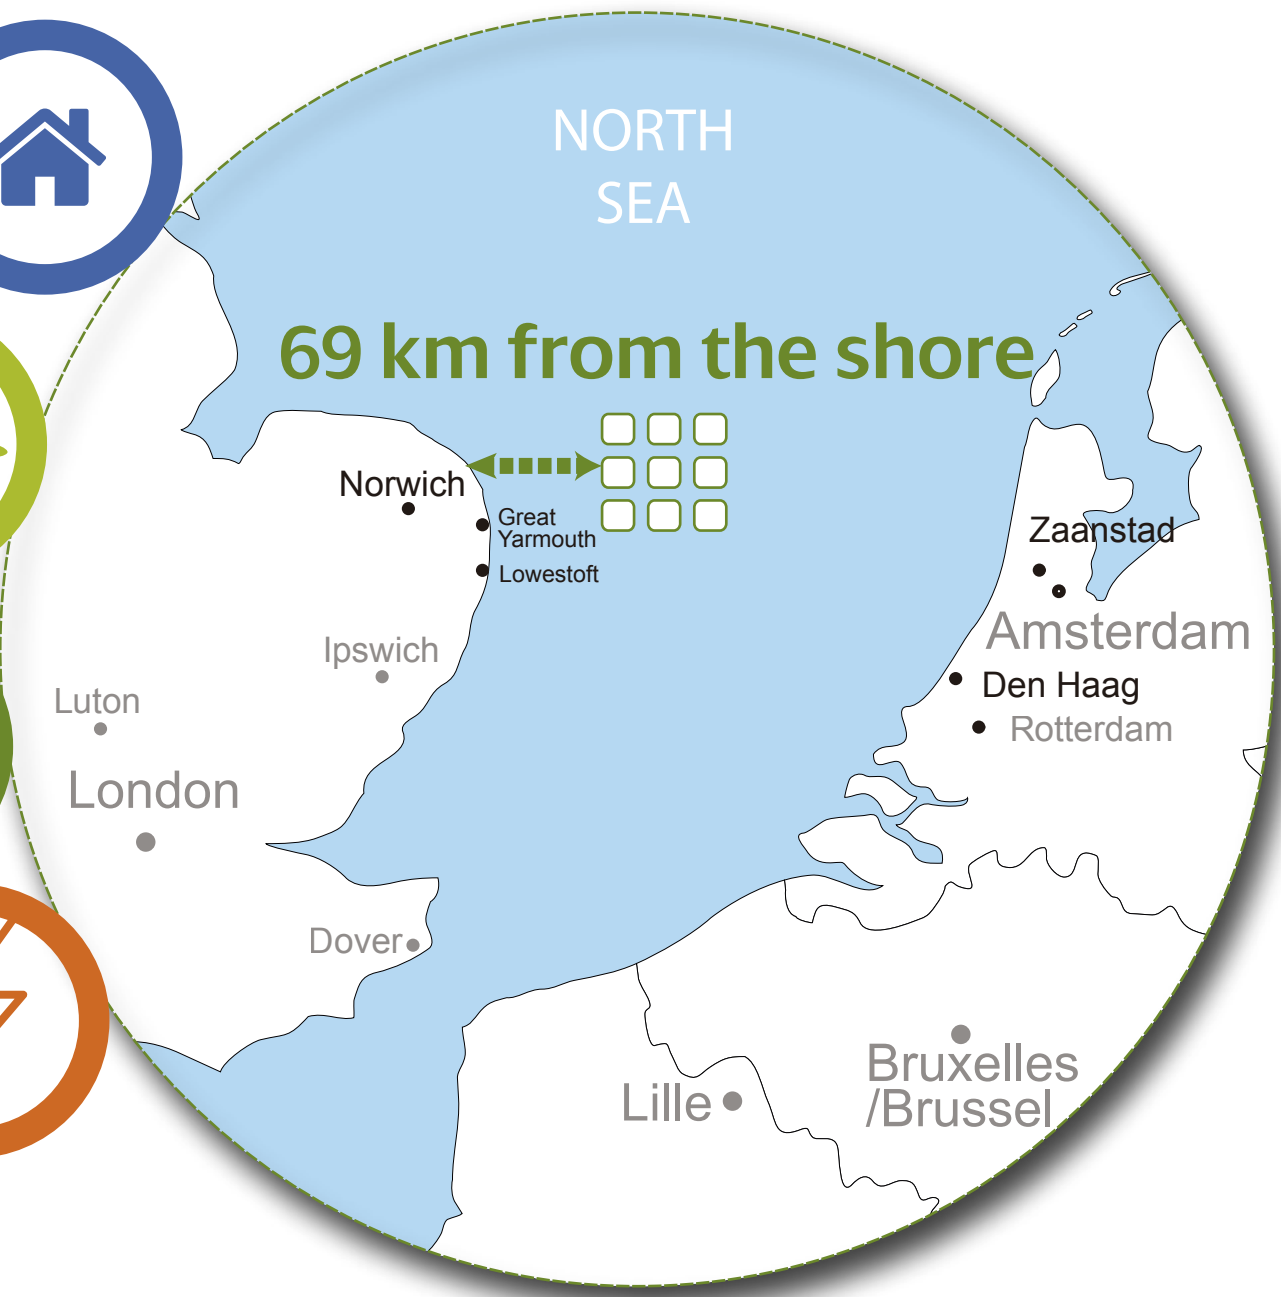 NORTH
SEA
69 km from the shore
Norwich
Great
Yarmouth
Lowestoft
Zaanstad
Amsterdam
Ipswich
Den Haag
Luton
Rotterdam
London
Dover
Bruxelles
/Brussel
Lille